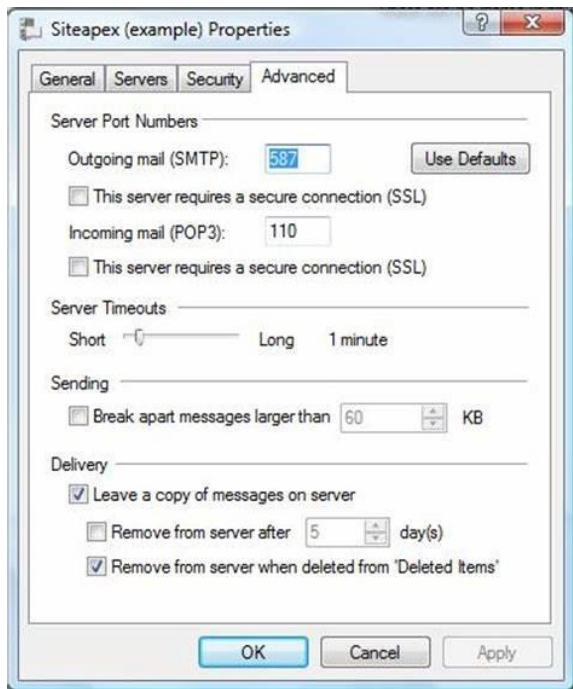 Siteapex (example) Properties
General Servers Security Advanced
Server Port Numbers
Outgoing mail (SMTP): 587 Use Defaults
This server requires a secure connection (SSL)
Incoming mail (POP3): 110
This server requires a secure connection (SSL)
Server Timeouts
Short Long 1 minute
Sending
Break apart messages larger than 60 KB
Delivery
Leave a copy of messages on server
Remove from server after 5 day(s)
Remove from server when deleted from 'Deleted Items'
OK Cancel Apply